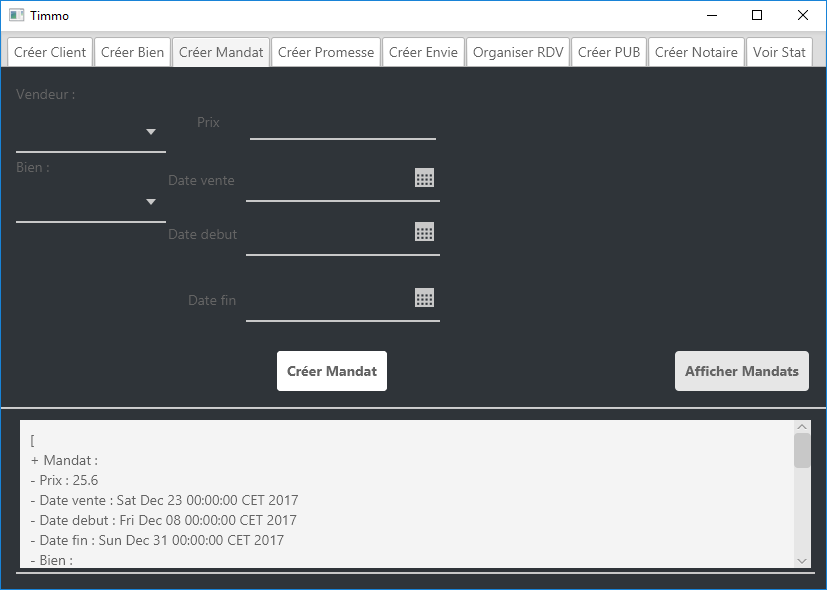 Timmo
Créer Client Créer Bien Créer Mandat Créer Promesse Créer Envie Organiser RDV Créer PUB Créer Notaire Voir Stat
Vendeur :
Prix
Bien :
Date vente
Date debut
Date fin
Créer Mandat
Afficher Mandats
[
+ Mandat :
- Prix : 25.6
- Date vente : Sat Dec 23 00:00:00 CET 2017
- Date debut : Fri Dec 08 00:00:00 CET 2017
- Date fin : Sun Dec 31 00:00:00 CET 2017
- Bien :